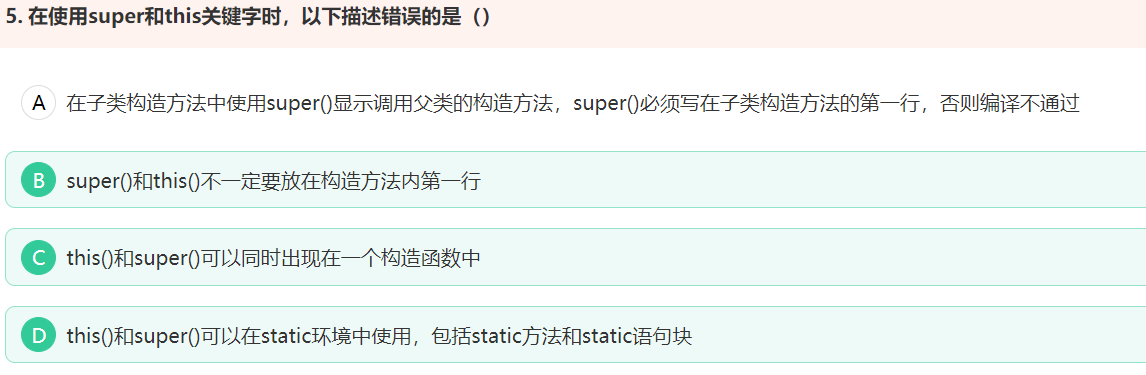 5. 在使用super和this关键字时，以下描述错误的是（）
A 在子类构造方法中使用super()显示调用父类的构造方法，super()必须写在子类构造方法的第一行，否则编译不通过
B super()和this()不一定要放在构造方法内第一行
C this()和super()可以同时出现在一个构造函数中
D this()和super()可以在static环境中使用，包括static方法和static语句块